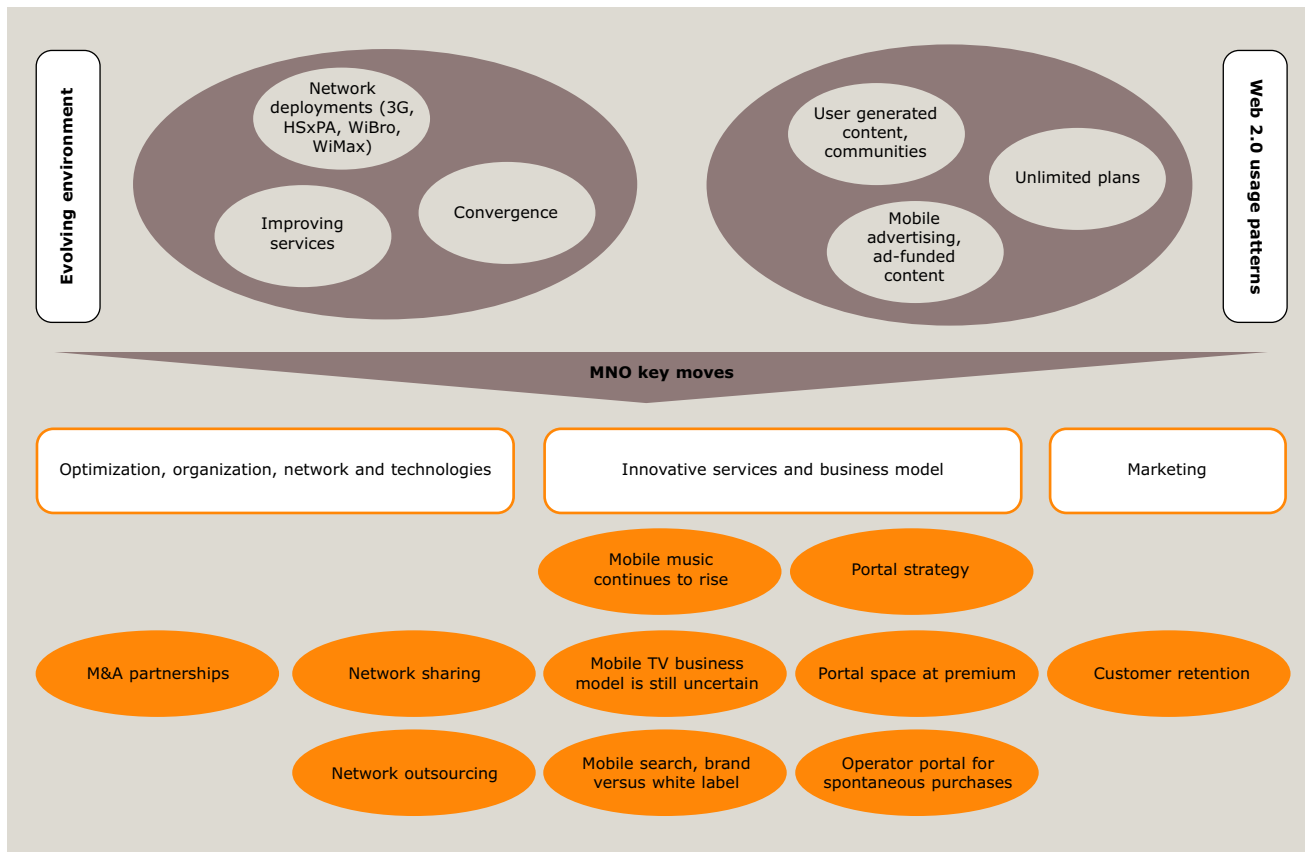 Evolving environment
Network
deployments (3G,
HSxPA, WiBro,
WiMax)
Improving
services
Convergence
User generated
content,
communities
Unlimited plans
Mobile
advertising,
ad-funded
content
Web 2.0 usage patterns
MNO key moves
Optimization, organization, network and technologies
Innovative services and business model
Marketing
Mobile music
continues to rise
Portal strategy
M&A partnerships
Network sharing
Mobile TV business
model is still uncertain
Portal space at premium
Customer retention
Network outsourcing
Mobile search, brand
versus white label
Operator portal for
spontaneous purchases